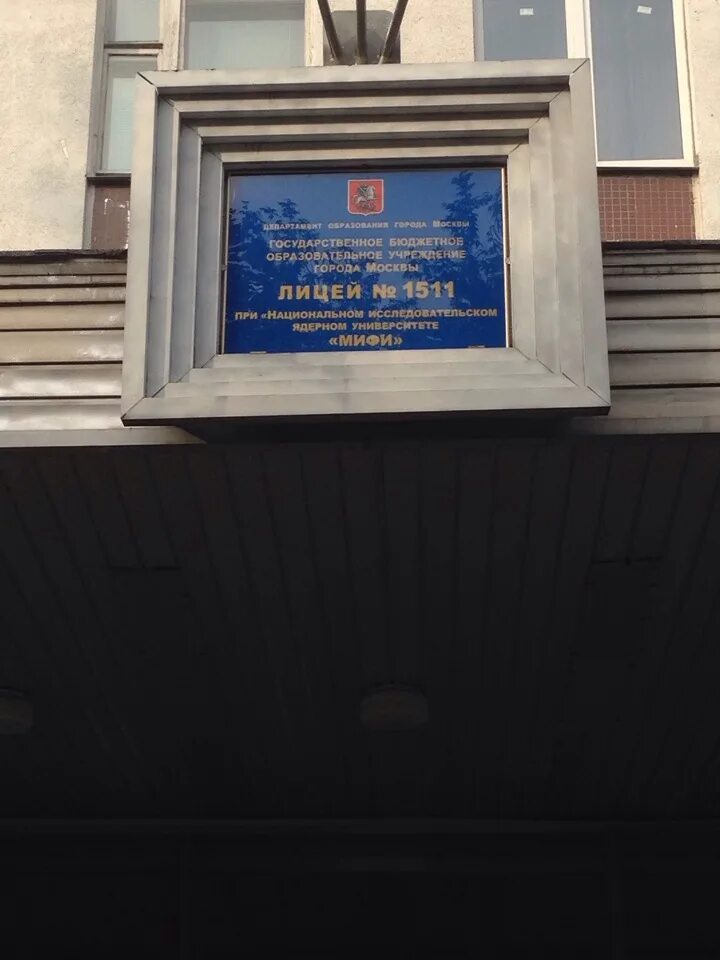 Департамент образования города Москвы
Государственное бюджетное
образовательное учреждение
города Москвы
ЛИЦЕЙ № 1511
при «Национальном исследовательском
ядерном университете
«МИФИ»